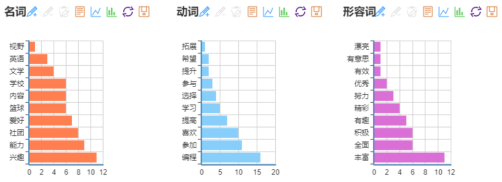 名词
动词
形容词
视野
英语
文学
学校
内容
篮球
爱好
社团
能力
兴趣
0 2 4 6 8 10 12
拓展
希望
提升
参与
选择
学习
提高
喜欢
参加
编程
0 5 10 15 20
漂亮
有意思
有效
优秀
努力
精彩
有趣
积极
全面
丰富
0 2 4 6 8 10 12